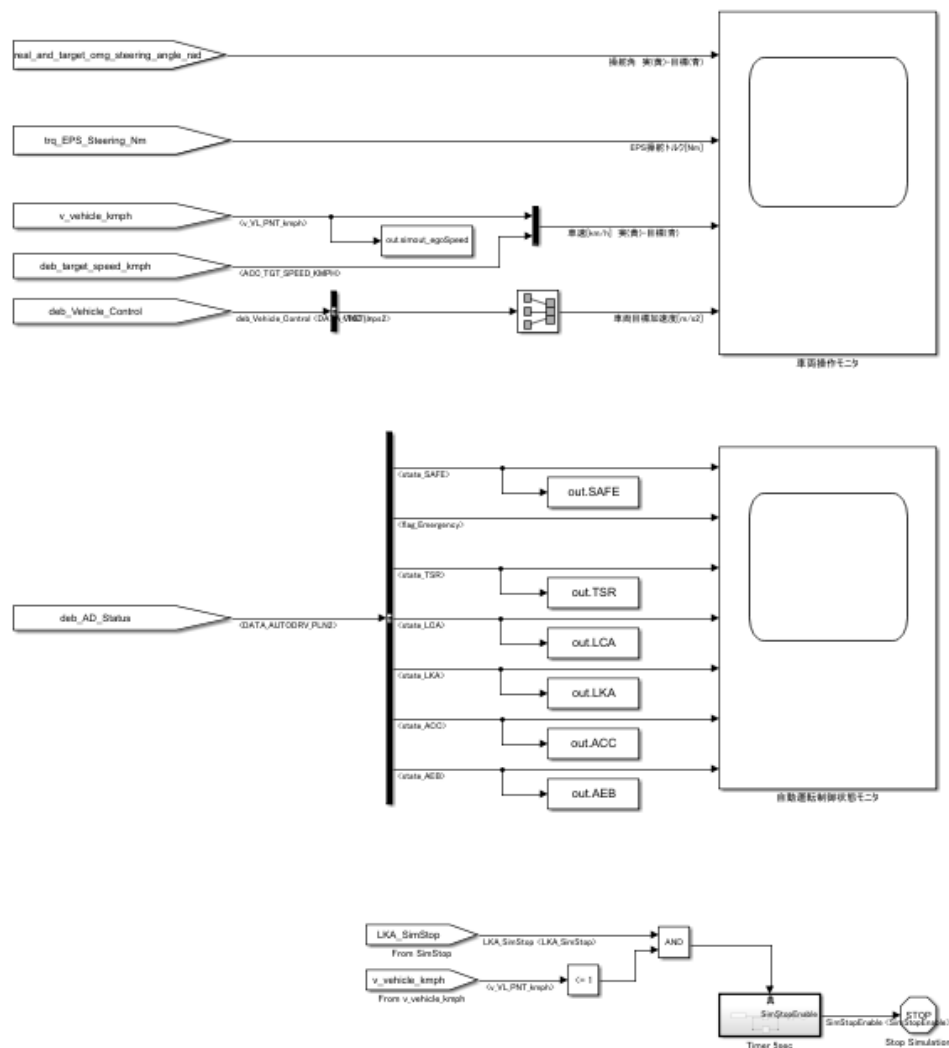 real_and_target_omg_steering_angle_rad
操舵角 実(黄)-目標(青)
trq_EPS_Steering_Nm
EPS操舵トルク[Nm]
v_vehicle_kmph
<v_VL_PNT_kmph>
out.simout_egoSpeed
車速[km/h] 実(黄)-目標(青)
deb_target_speed_kmph
<ACC_TGT_SPEED_KMPH>
deb_Vehicle_Control
deb_Vehicle_Control
車両目標加速度[m/s2]
車両操作モニタ
<state_SAFE>
out.SAFE
<flag_Emergency>
<state_TSR>
out.TSR
deb_AD_Status
<DATA_AUTODRV_PLN2>
<state_LCA>
out.LCA
<state_LKA>
out.LKA
<state_ACC>
out.ACC
<state_AEB>
out.AEB
自動運転制御状態モニタ
LKA_SimStop
LKA_SimStop <LKA_SimStop>
From SimStop
AND
v_vehicle_kmph
<v_VL_PNT_kmph>
<= 1
From v_vehicle_kmph
SimStopEnable
SimStopEnable <SimStopEnable>
STOP
Timer 5sec
Stop Simulation